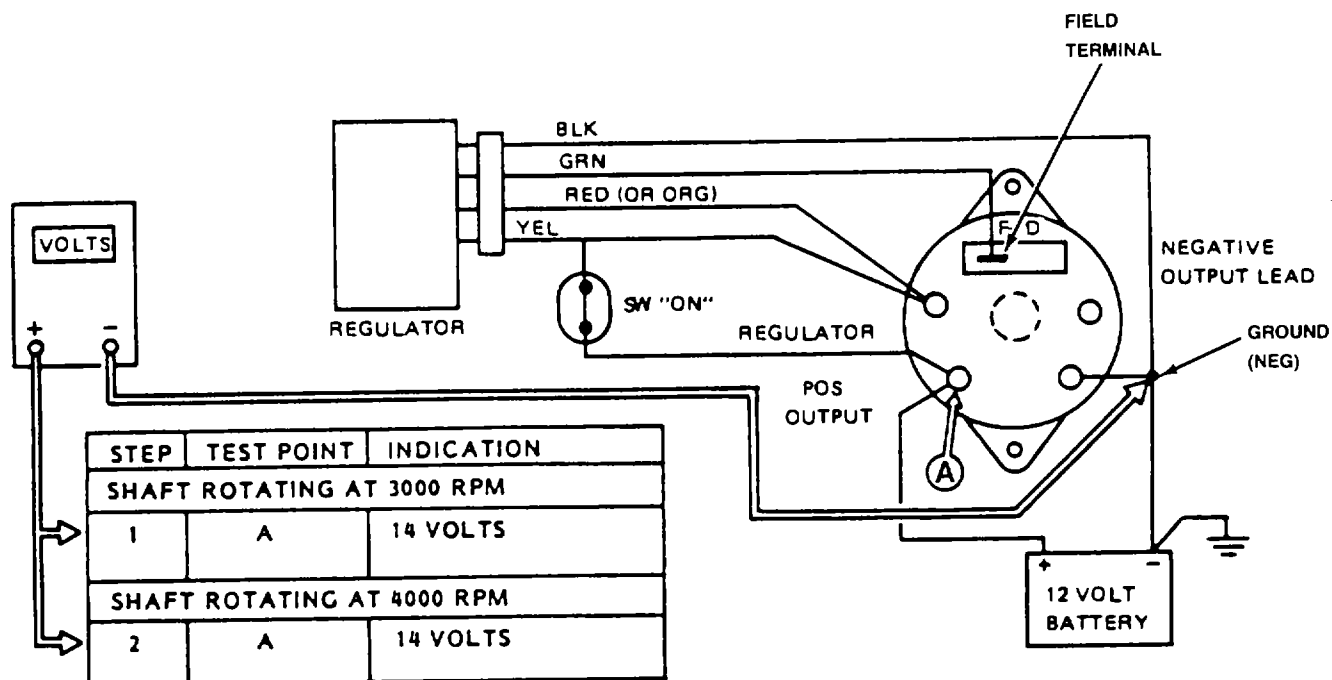 FIELD
TERMINAL
BLK
GRN
RED (OR ORG)
YEL
VOLTS
+ -
REGULATOR
SW "ON"
F D
NEGATIVE
OUTPUT LEAD
REGULATOR
GROUND
(NEG)
POS
OUTPUT
A
STEP TEST POINT INDICATION
SHAFT ROTATING AT 3000 RPM
1 A 14 VOLTS
SHAFT ROTATING AT 4000 RPM
2 A 14 VOLTS
+ -
12 VOLT
BATTERY